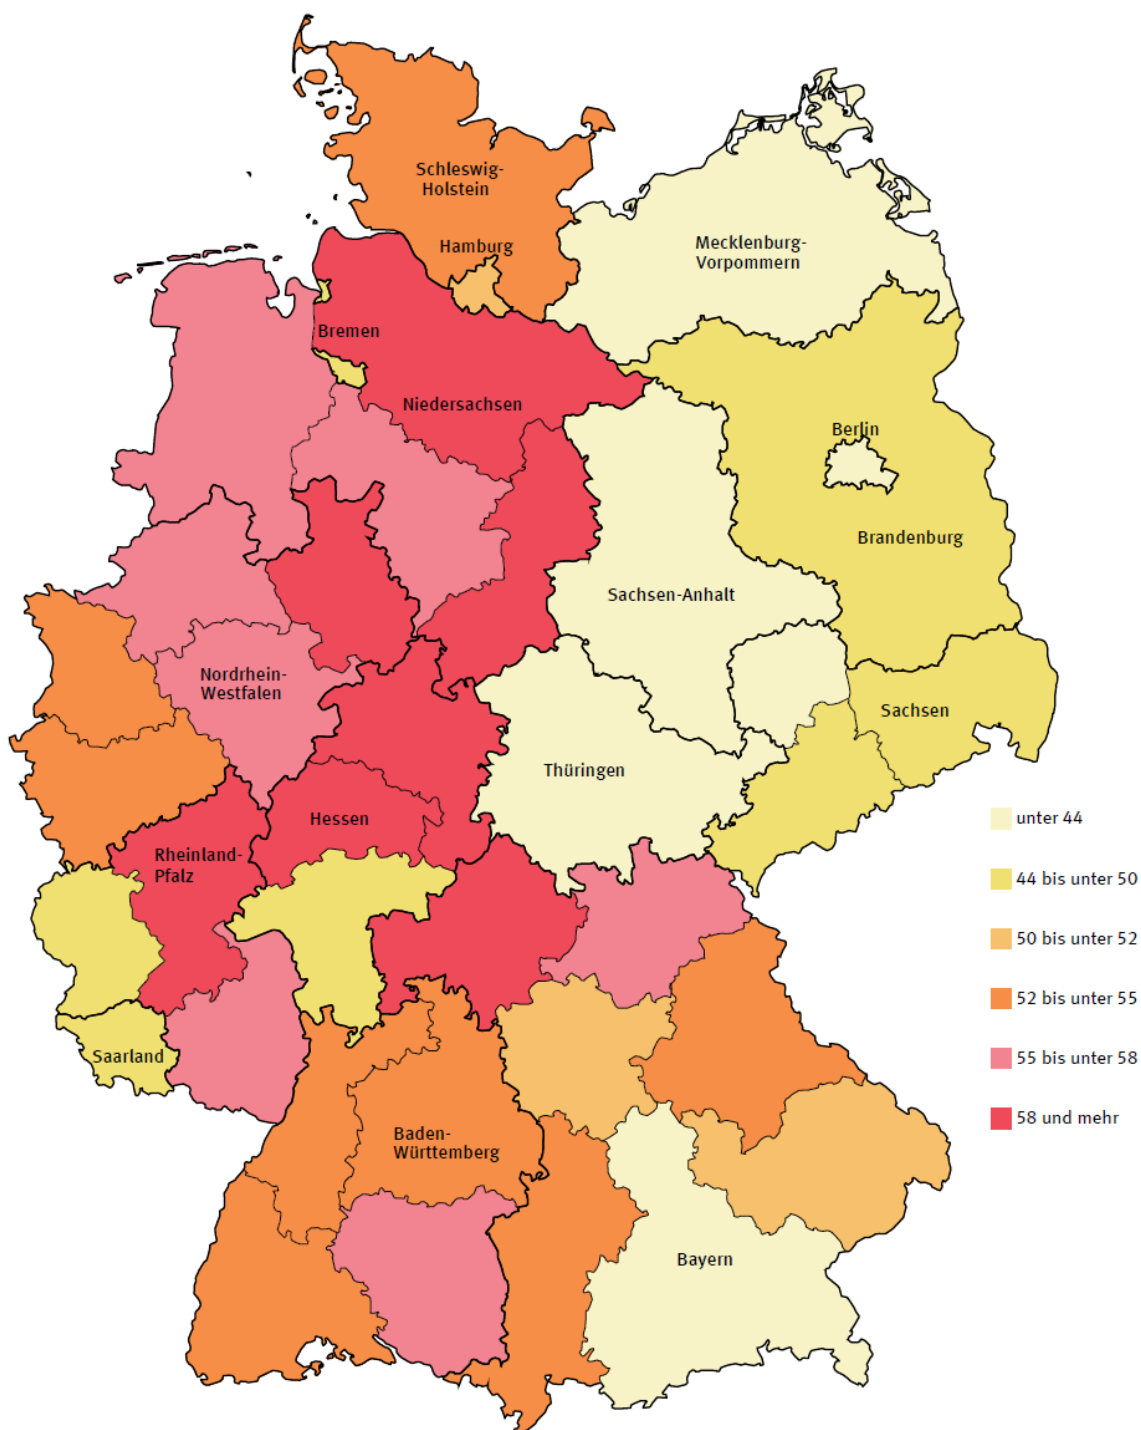 Schleswig-
Holstein
Hamburg
Mecklenburg-
Vorpommern
Bremen
Niedersachsen
Berlin
Brandenburg
Sachsen-Anhalt
Nordrhein-
Westfalen
Sachsen
Thüringen
Hessen
Rheinland-
Pfalz
Saarland
Baden-
Württemberg
Bayern
unter 44
44 bis unter 50
50 bis unter 52
52 bis unter 55
55 bis unter 58
58 und mehr